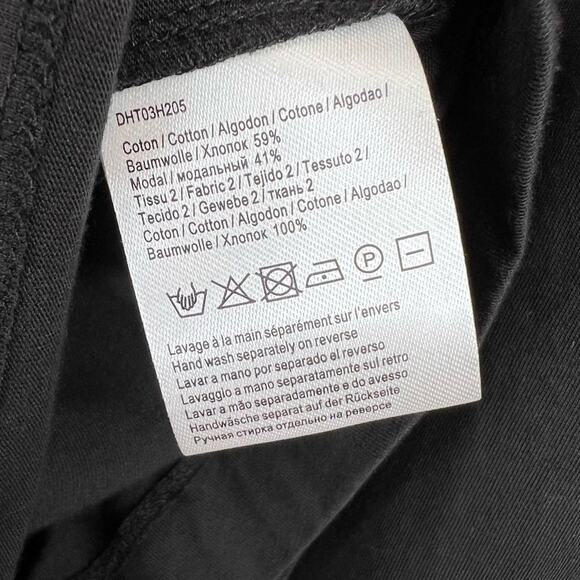 DHT03H205
Coton / Cotton / Algodon / Cotone / Algodao /
Baumwolle / Хлопок 59%
Modal / модальный 41%
Tissu 2 / Fabric 2 / Tejido 2 / Tessuto 2 /
Tecido 2 / Gewebe 2 / ткань 2
Coton / Cotton / Algodon / Cotone / Algodao /
Baumwolle / Хлопок 100%
P
Lavage à la main séparément sur l'envers
Hand wash separately on reverse
Lavar a mano por separado el reverso
Lavaggio a mano separatamente sul retro
Lavar a mão separadamente e do avesso
Handwäsche separat auf der Rückseite
Ручная стирка отдельно на реверсе